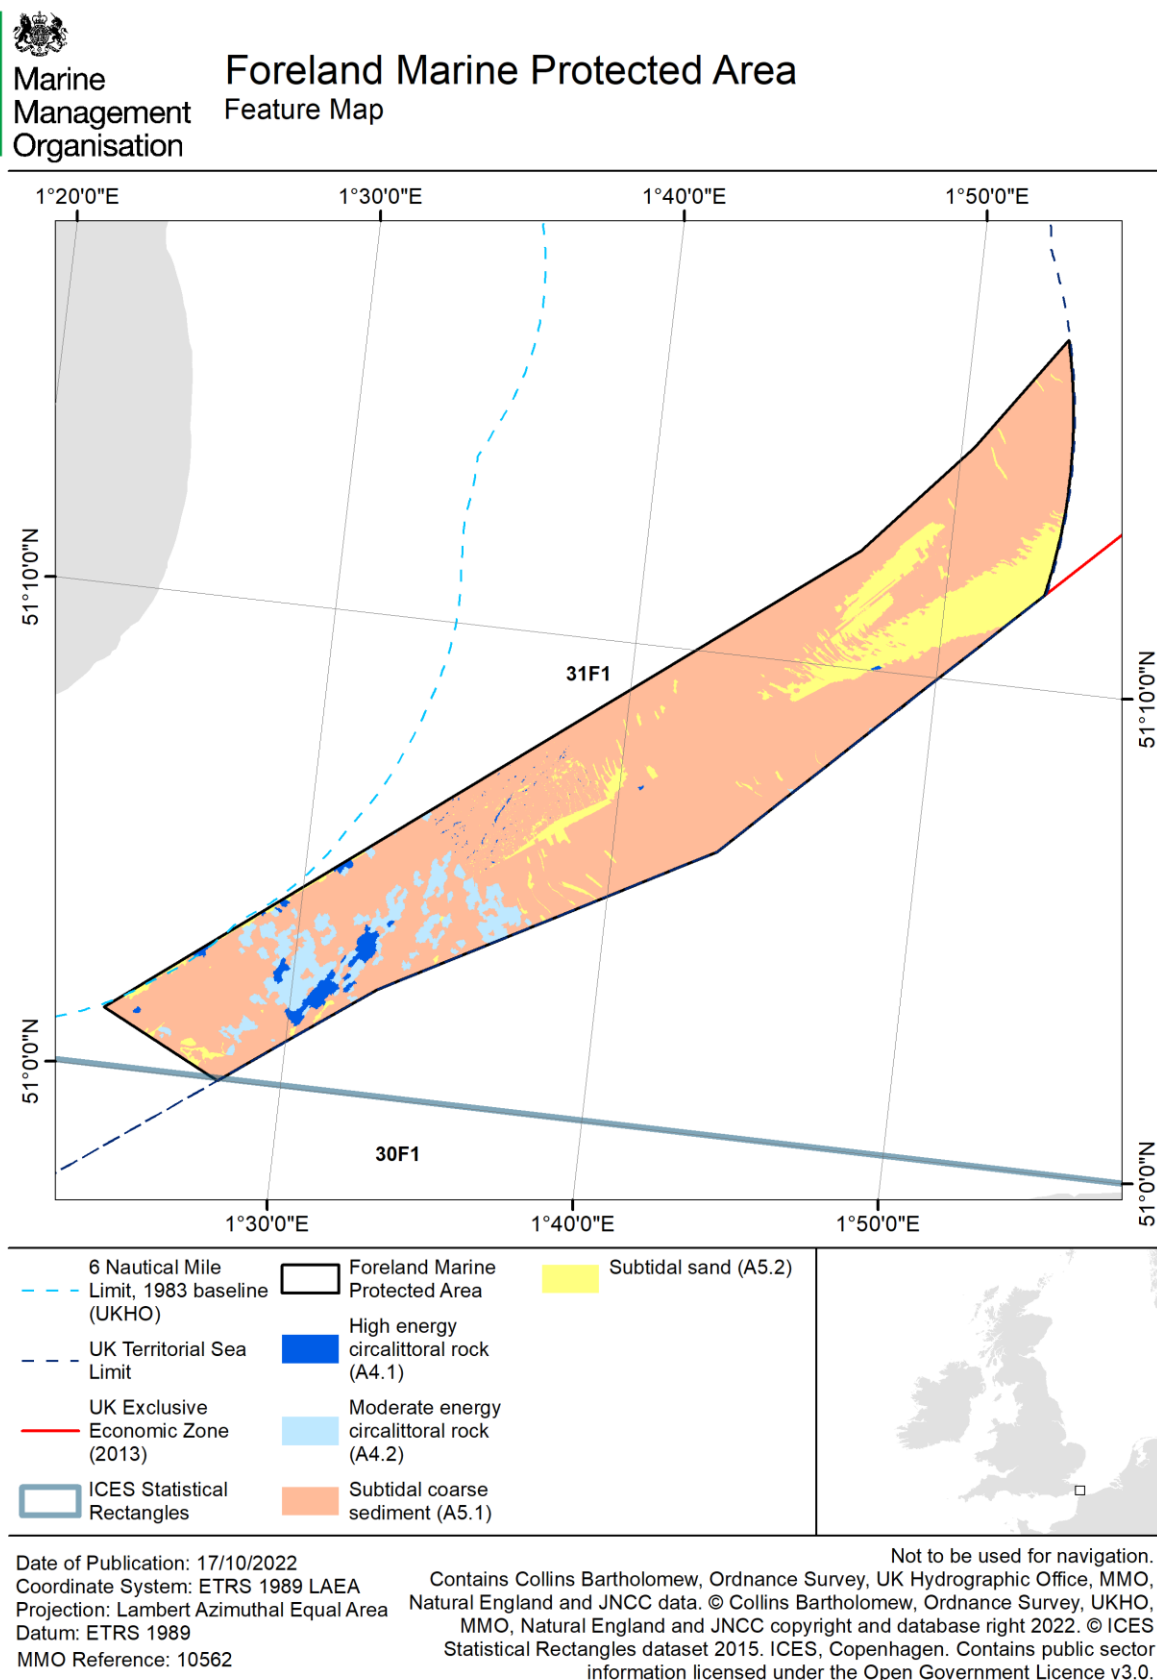 Marine
Management
Organisation
Foreland Marine Protected Area
Feature Map
1°20'0"E
1°30'0"E
1°40'0"E
1°50'0"E
51°10'0"N
51°10'0"N
31F1
51°0'0"N
51°0'0"N
30F1
1°30'0"E
1°40'0"E
1°50'0"E
6 Nautical Mile
Limit, 1983 baseline
(UKHO)
UK Territorial Sea
Limit
UK Exclusive
Economic Zone
(2013)
ICES Statistical
Rectangles
Foreland Marine
Protected Area
High energy
circalittoral rock
(A4.1)
Moderate energy
circalittoral rock
(A4.2)
Subtidal coarse
sediment (A5.1)
Subtidal sand (A5.2)
Date of Publication: 17/10/2022
Coordinate System: ETRS 1989 LAEA
Projection: Lambert Azimuthal Equal Area
Datum: ETRS 1989
MMO Reference: 10562
Not to be used for navigation.
Contains Collins Bartholomew, Ordnance Survey, UK Hydrographic Office, MMO,
Natural England and JNCC data. © Collins Bartholomew, Ordnance Survey, UKHO,
MMO, Natural England and JNCC copyright and database right 2022. © ICES
Statistical Rectangles dataset 2015. ICES, Copenhagen. Contains public sector
information licensed under the Open Government Licence v3.0.